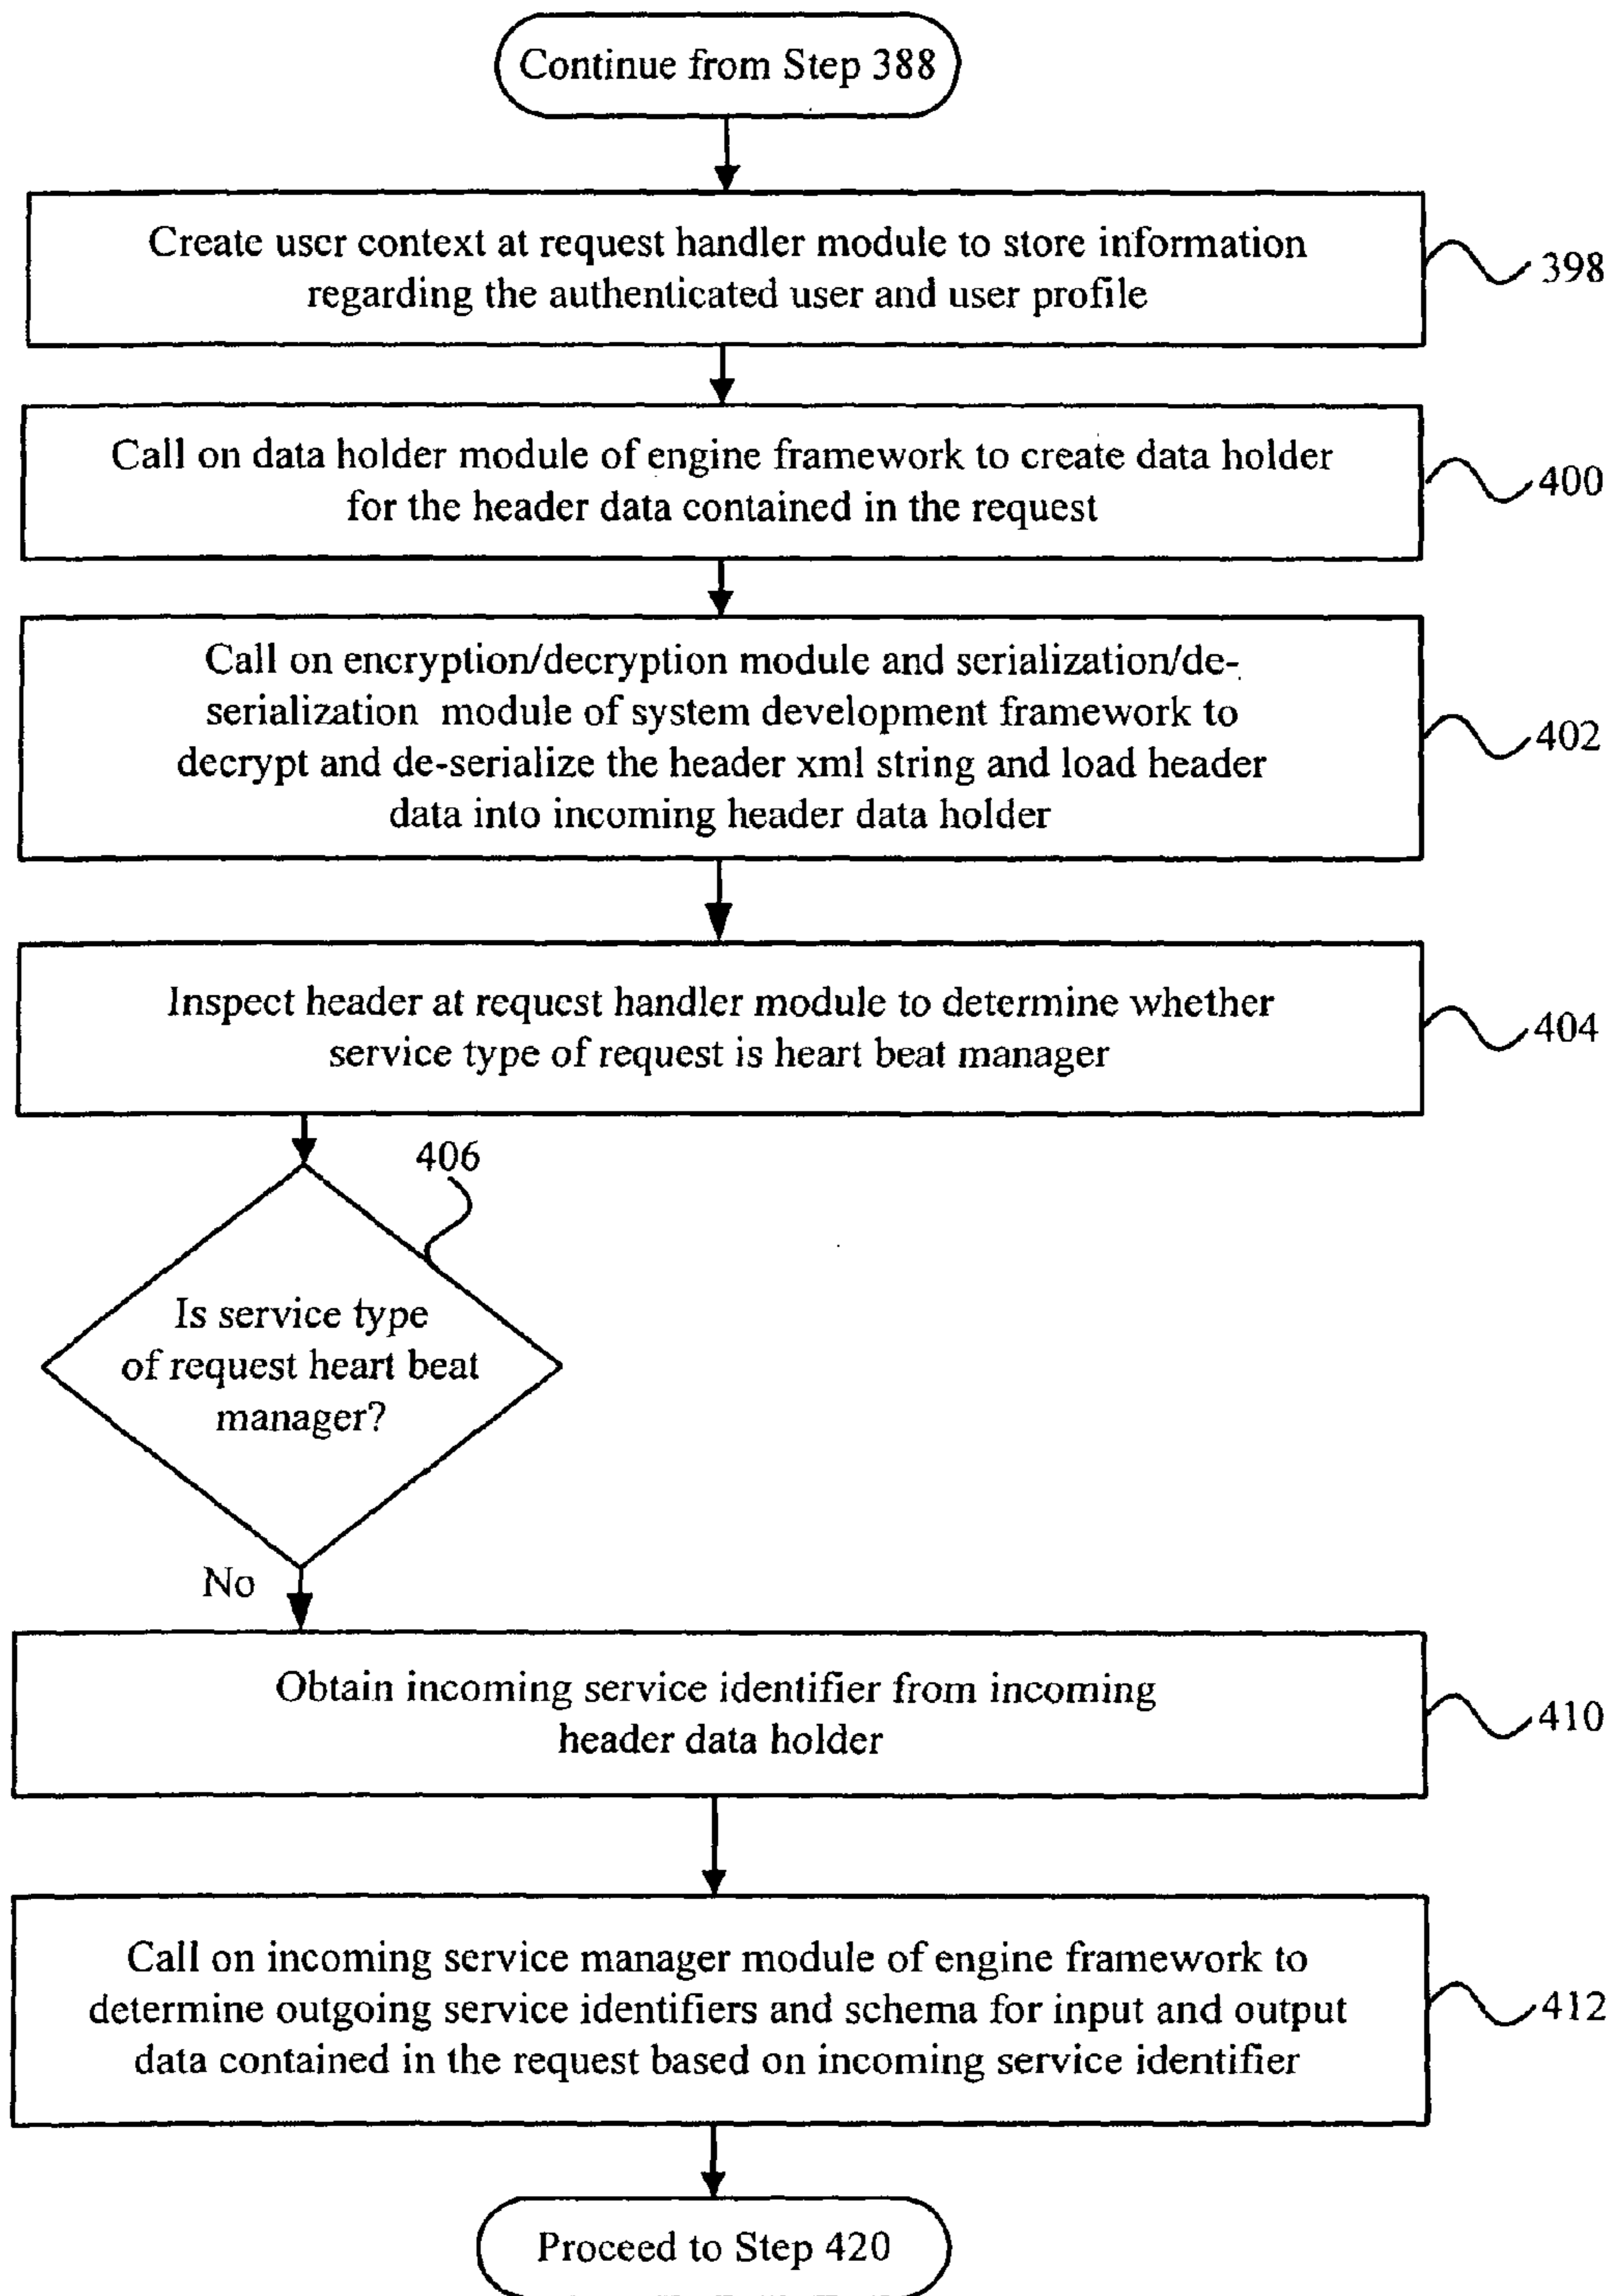 Continue from Step 388
Create user context at request handler module to store information
regarding the authenticated user and user profile
398
Call on data holder module of engine framework to create data holder
for the header data contained in the request
400
Call on encryption/decryption module and serialization/de-
serialization module of system development framework to
decrypt and de-serialize the header xml string and load header
data into incoming header data holder
402
Inspect header at request handler module to determine whether
service type of request is heart beat manager
404
406
Is service type
of request heart beat
manager?
No
Obtain incoming service identifier from incoming
header data holder
410
Call on incoming service manager module of engine framework to
determine outgoing service identifiers and schema for input and output
data contained in the request based on incoming service identifier
412
Proceed to Step 420